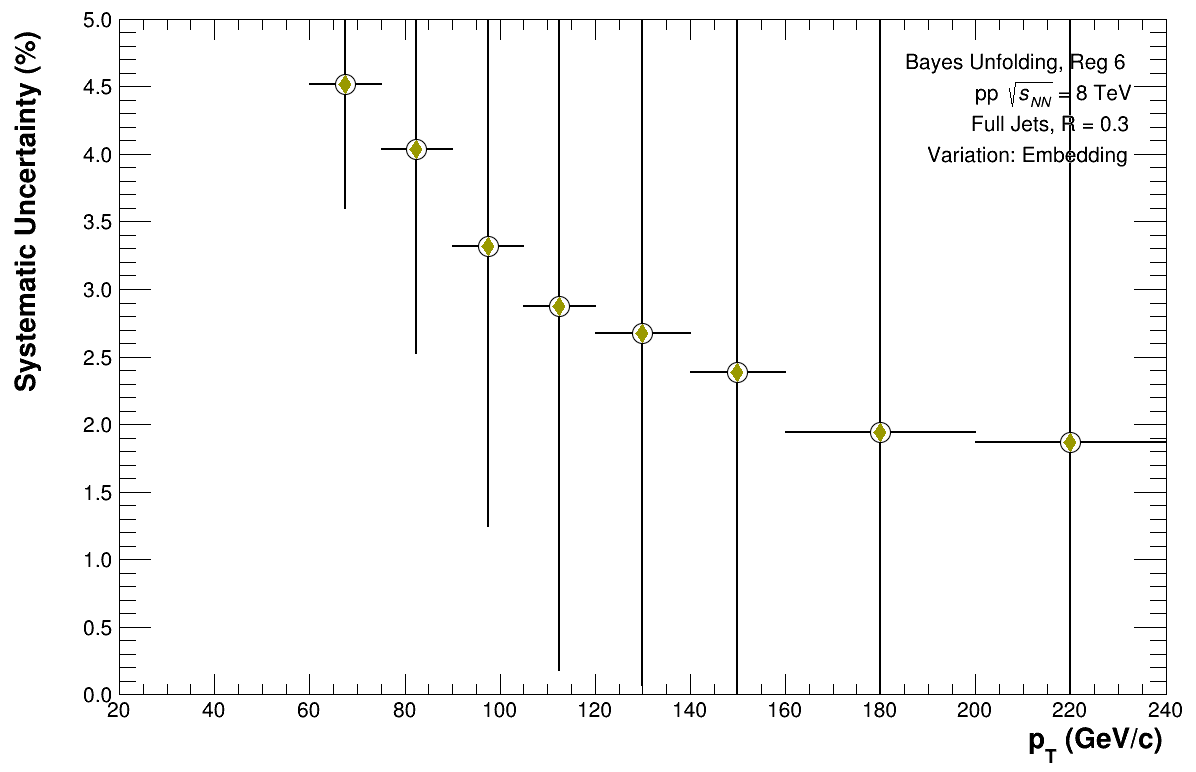 Systematic Uncertainty (%)
5.0
4.5
4.0
3.5
3.0
2.5
2.0
1.5
1.0
0.5
0.0
Bayes Unfolding, Reg 6
pp √s_NN = 8 TeV
Full Jets, R = 0.3
Variation: Embedding
20 40 60 80 100 120 140 160 180 200 220 240
p_T (GeV/c)